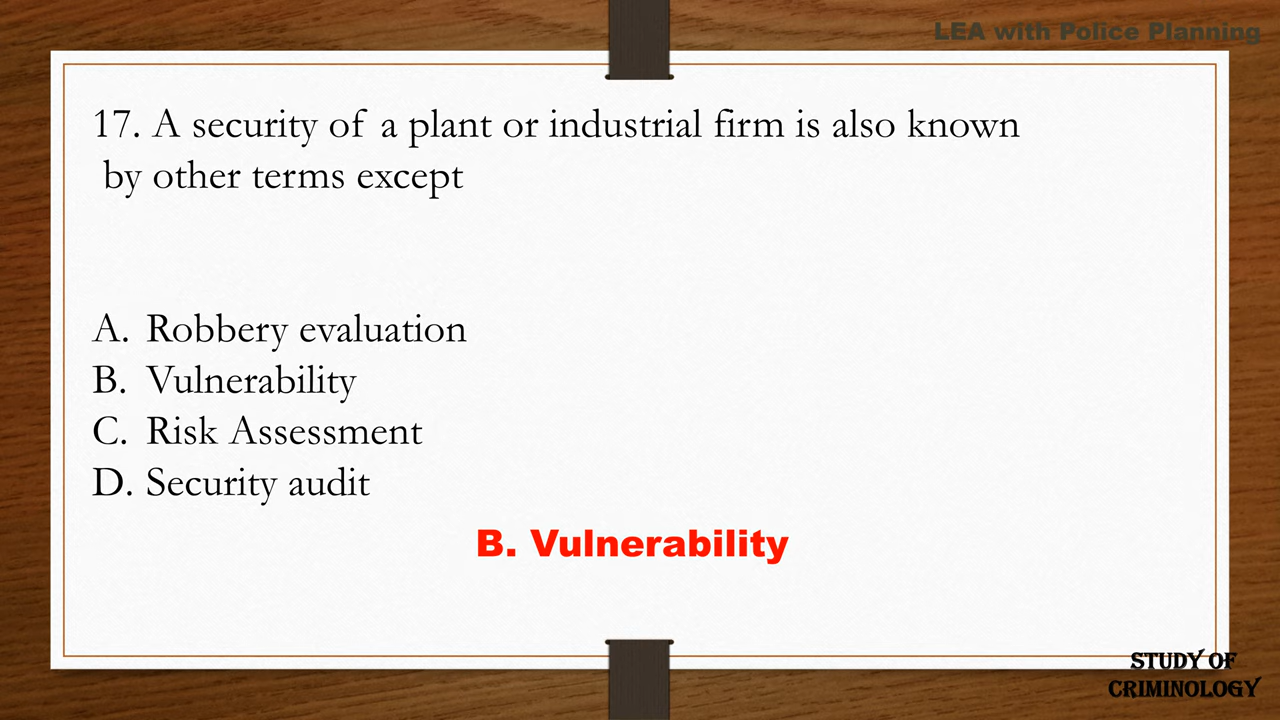 LEA with Police Planning
17. A security of a plant or industrial firm is also known
by other terms except
A. Robbery evaluation
B. Vulnerability
C. Risk Assessment
D. Security audit
B. Vulnerability
STUDY OF
CRIMINOLOGY